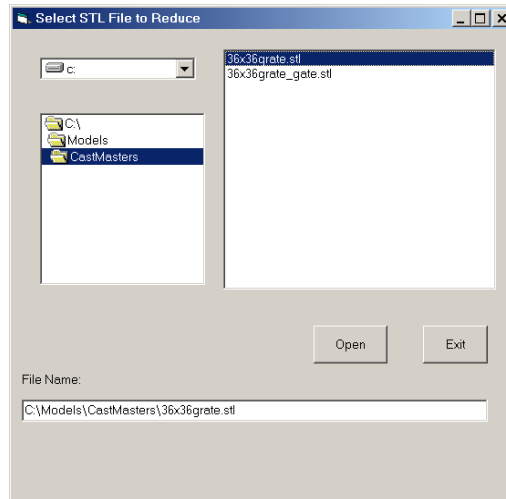 Select STL File to Reduce
c:
36x36grate.stl
36x36grate_gate.stl
C:\
Models
CastMasters
Open
Exit
File Name:
C:\Models\CastMasters\36x36grate.stl